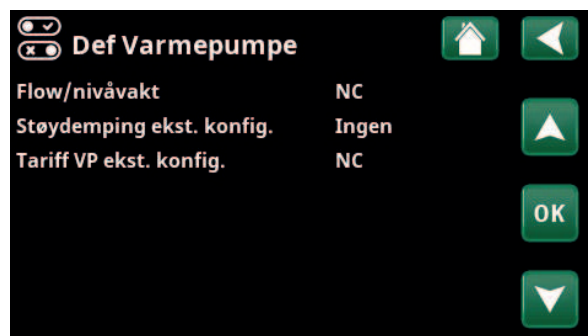 Def Varmepumpe
Flow/nivåvakt NC
Støydemping ekst. konfig. Ingen
Tariff VP ekst. konfig. NC
OK